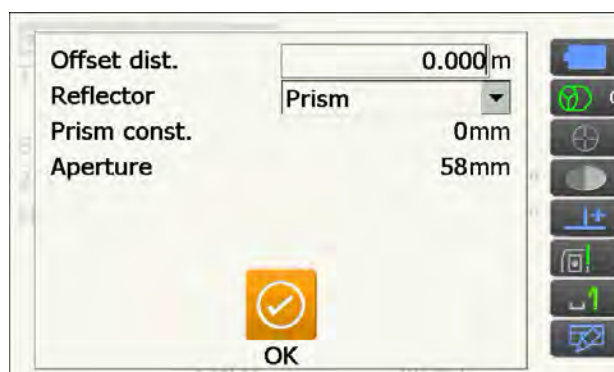 Offset dist. 0.000 m
Reflector Prism
Prism const. 0mm
Aperture 58mm
OK